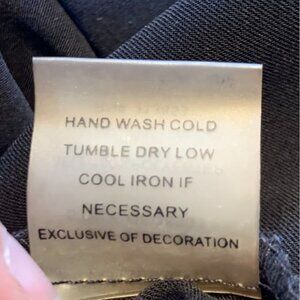 HAND WASH COLD
TUMBLE DRY LOW
COOL IRON IF
NECESSARY
EXCLUSIVE OF DECORATION